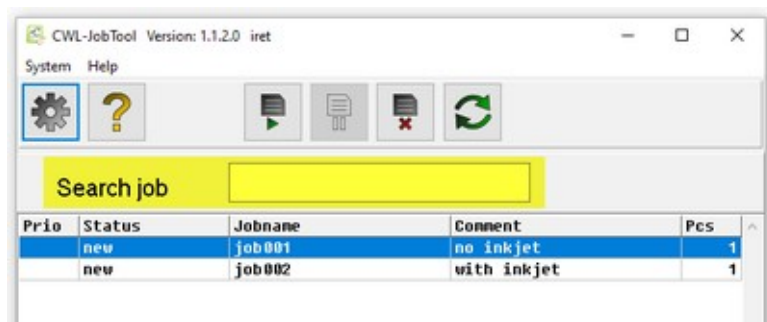 CWL-JobTool Version: 1.1.2.0 iret
System Help
Search job
Prio Status Jobname Comment Pcs
new job001 no inkjet 1
new job002 with inkjet 1